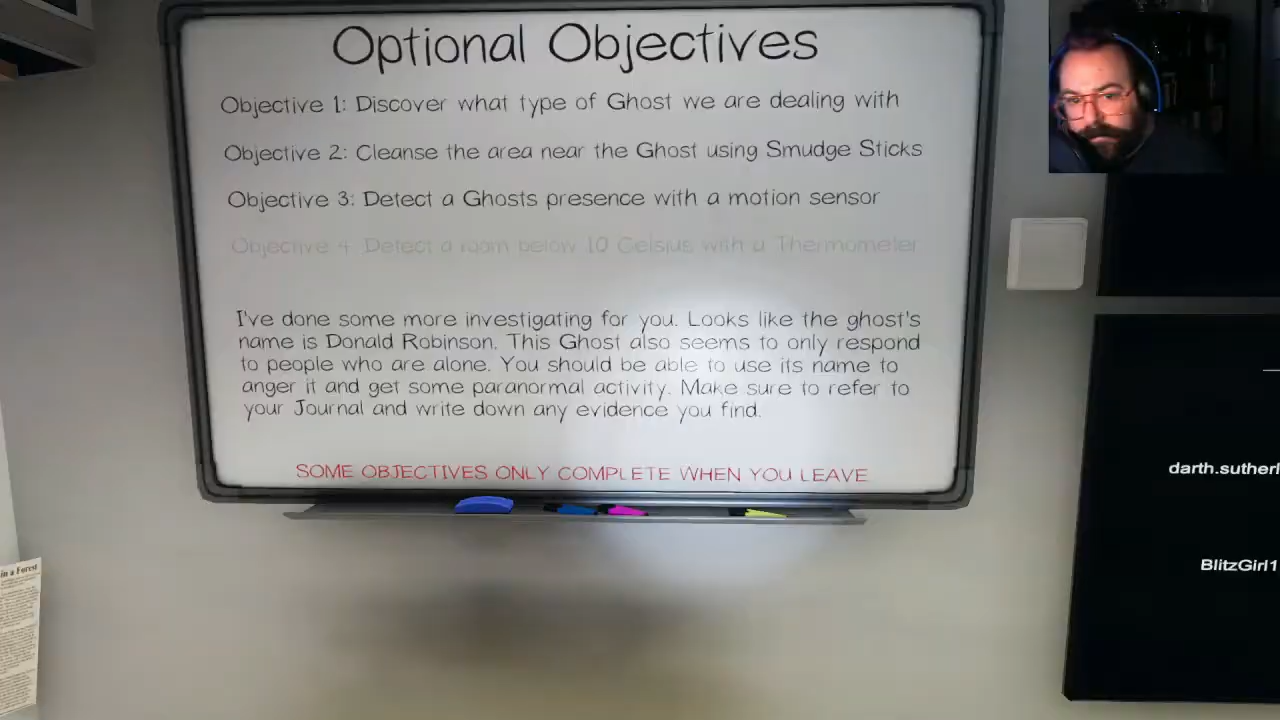 Optional Objectives
Objective 1: Discover what type of Ghost we are dealing with
Objective 2: Cleanse the area near the Ghost using Smudge Sticks
Objective 3: Detect a Ghosts presence with a motion sensor
Objective 4: Detect a room below 10 Celsius with a Thermometer
I've done some more investigating for you. Looks like the ghost's
name is Donald Robinson. This Ghost also seems to only respond
to people who are alone. You should be able to use its name to
anger it and get some paranormal activity. Make sure to refer to
your Journal and write down any evidence you find.
SOME OBJECTIVES ONLY COMPLETE WHEN YOU LEAVE
darth.sutherl
BlitzGirl1
in a Forest